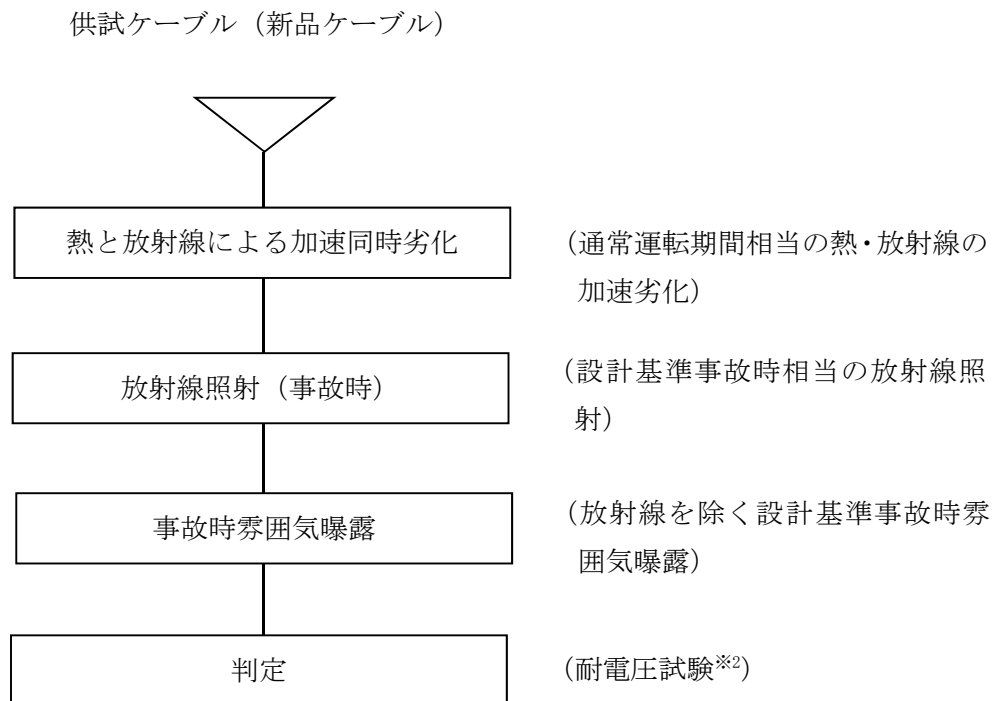 供試ケーブル（新品ケーブル）
熱と放射線による加速同時劣化
（通常運転期間相当の熱・放射線の
加速劣化）
放射線照射（事故時）
（設計基準事故時相当の放射線照
射）
事故時雰囲気曝露
（放射線を除く設計基準事故時雰
囲気曝露）
判定
（耐電圧試験※2）